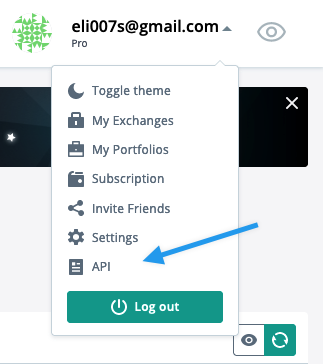 eli007s@gmail.com
Pro
Toggle theme
My Exchanges
My Portfolios
Subscription
Invite Friends
Settings
API
Log out